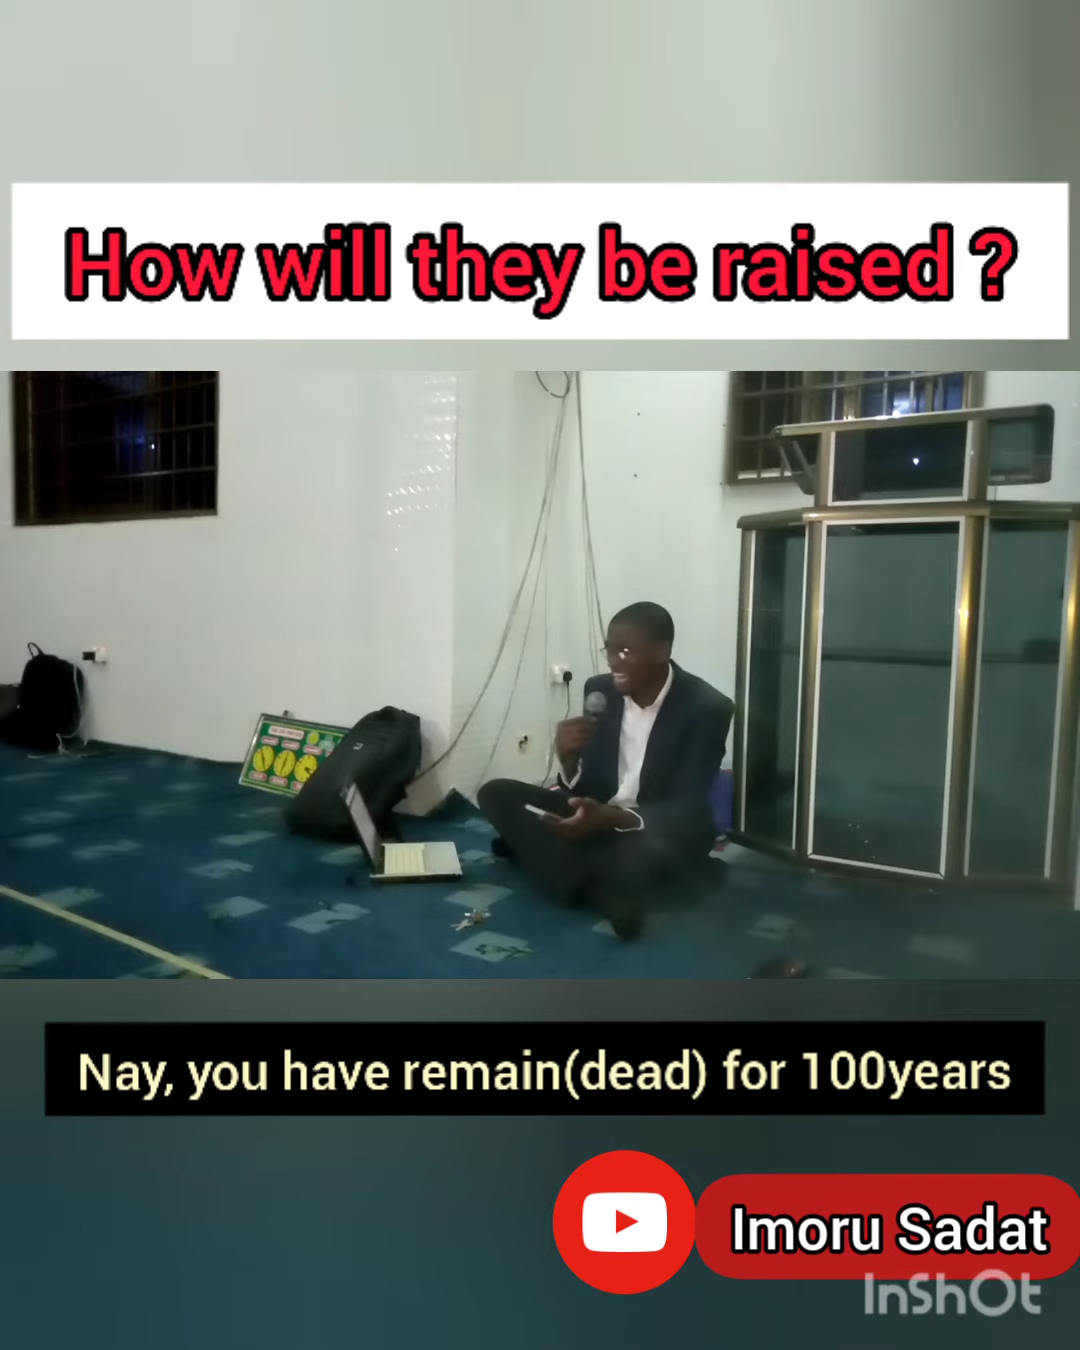 How will they be raised ?
Nay, you have remain(dead) for 100years
Imoru Sadat
InShOt